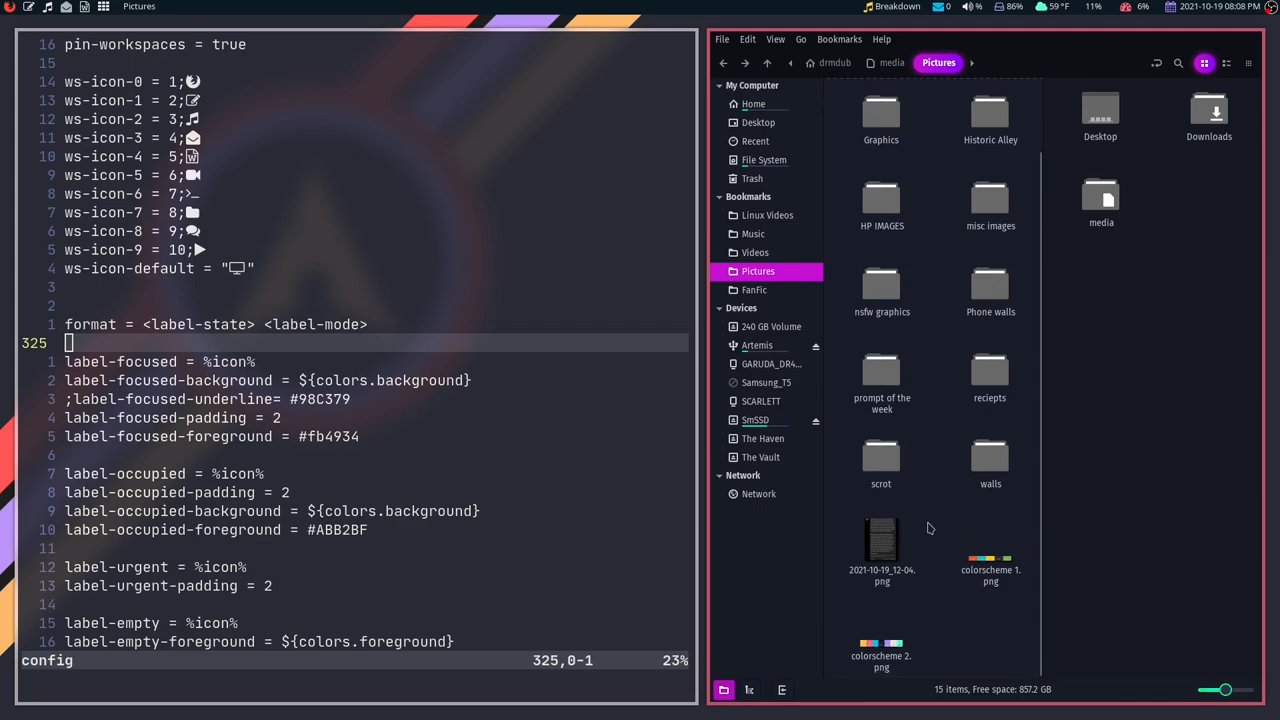 Pictures
Breakdown
0
%
86%
59 °F
11%
6%
2021-10-19 08:08 PM
16 pin-workspaces = true
15
14 ws-icon-0 = 1;
13 ws-icon-1 = 2;
12 ws-icon-2 = 3;
11 ws-icon-3 = 4;
10 ws-icon-4 = 5;
9 ws-icon-5 = 6;
8 ws-icon-6 = 7;
7 ws-icon-7 = 8;
6 ws-icon-8 = 9;
5 ws-icon-9 = 10;
4 ws-icon-default = ""
3
2
1 format = <label-state> <label-mode>
325
1 label-focused = %icon%
2 label-focused-background = ${colors.background}
3 ;label-focused-underline= #98C379
4 label-focused-padding = 2
5 label-focused-foreground = #fb4934
6
7 label-occupied = %icon%
8 label-occupied-padding = 2
9 label-occupied-background = ${colors.background}
10 label-occupied-foreground = #ABB2BF
11
12 label-urgent = %icon%
13 label-urgent-padding = 2
14
15 label-empty = %icon%
16 label-empty-foreground = ${colors.foreground}
config 325,0-1 23%
File Edit View Go Bookmarks Help
drmdub media Pictures
My Computer
Home
Desktop
Recent
File System
Trash
Bookmarks
Linux Videos
Music
Videos
Pictures
FanFic
Devices
240 GB Volume
Artemis
GARUDA_DR4...
Samsung_T5
SCARLETT
SmSSD
The Haven
The Vault
Network
Network
Graphics
Historic Alley
HP IMAGES
misc images
nsfw graphics
Phone walls
prompt of the
week
reciepts
scrot
walls
2021-10-19_12-04.
png
colorscheme 1.
png
colorscheme 2.
png
Desktop
Downloads
media
15 items, Free space: 857.2 GB